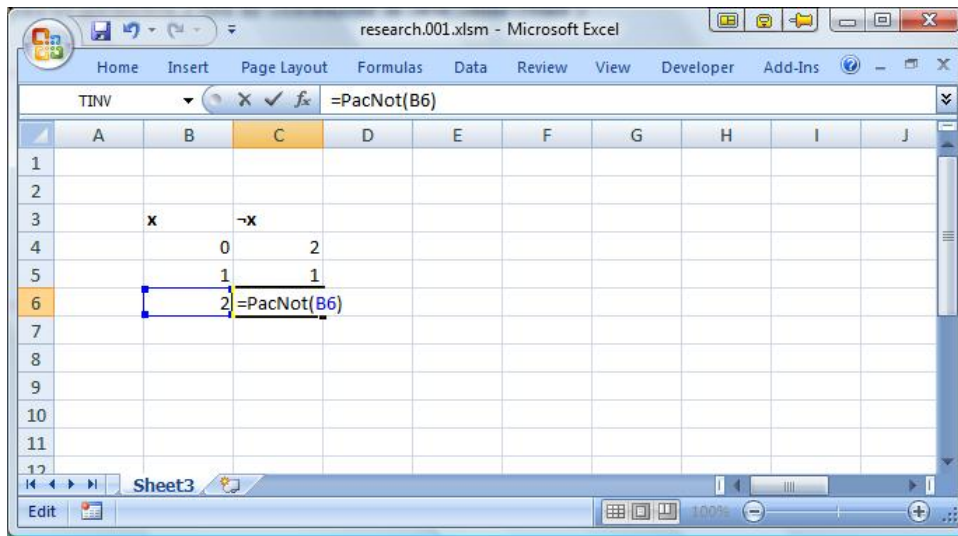 research.001.xlsm - Microsoft Excel
Home Insert Page Layout Formulas Data Review View Developer Add-Ins
TINV fx =PacNot(B6)
A B C D E F G H I J
1
2
3 x ¬x
4 0 2
5 1 1
6 2 =PacNot(B6)
7
8
9
10
11
12
Sheet3
Edit 100%